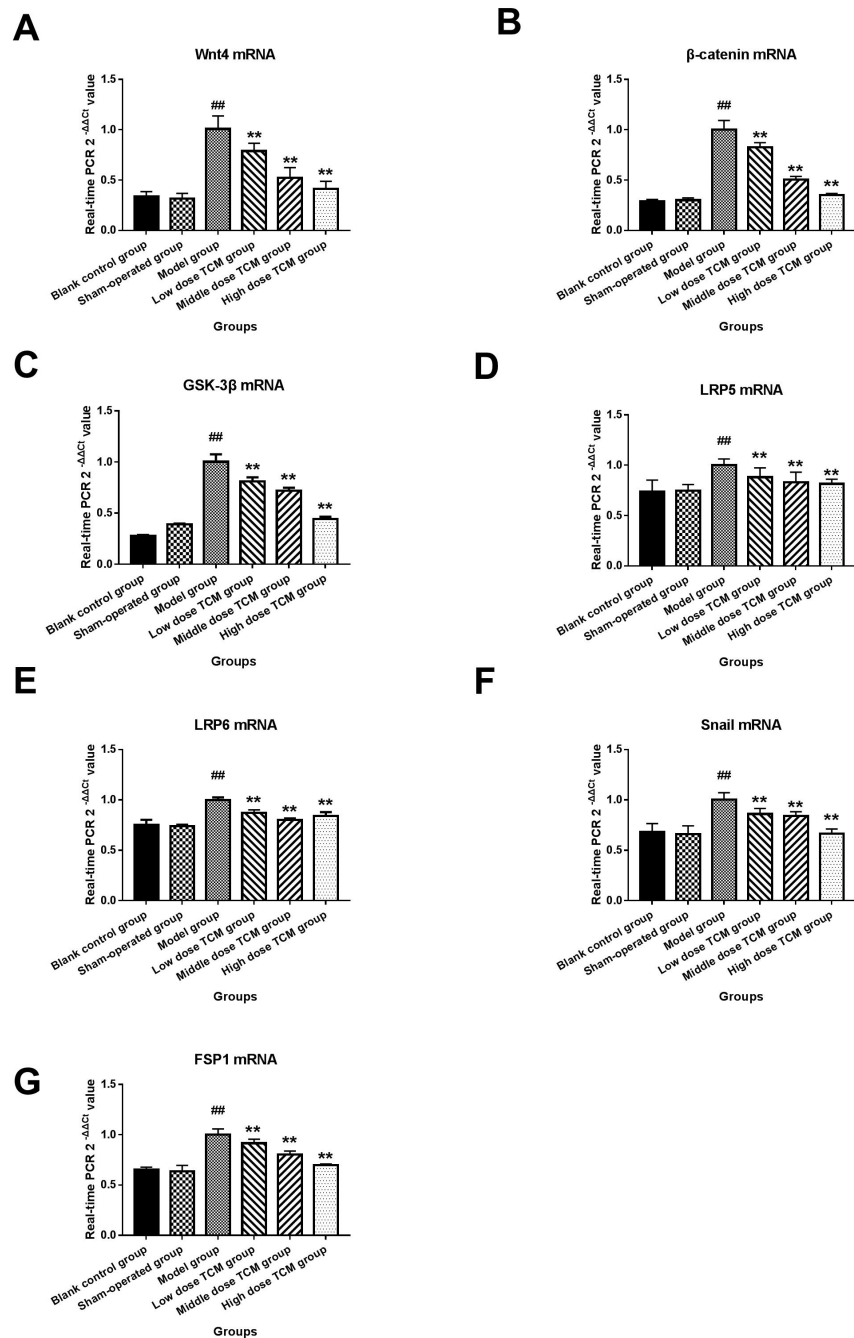 A
Wnt4 mRNA
Real-time PCR 2 -ΔΔCt value
1.5
1.0
0.5
0.0
##
**
**
**
Blank control group
Sham-operated group
Model group
Low dose TCM group
Middle dose TCM group
High dose TCM group
Groups
B
β-catenin mRNA
Real-time PCR 2 -ΔΔCt value
1.5
1.0
0.5
0.0
##
**
**
**
Blank control group
Sham-operated group
Model group
Low dose TCM group
Middle dose TCM group
High dose TCM group
Groups
C
GSK-3β mRNA
Real-time PCR 2 -ΔΔCt value
1.5
1.0
0.5
0.0
##
**
**
**
Blank control group
Sham-operated group
Model group
Low dose TCM group
Middle dose TCM group
High dose TCM group
Groups
D
LRP5 mRNA
Real-time PCR 2 -ΔΔCt value
1.5
1.0
0.5
0.0
##
**
**
**
Blank control group
Sham-operated group
Model group
Low dose TCM group
Middle dose TCM group
High dose TCM group
Groups
E
LRP6 mRNA
Real-time PCR 2 -ΔΔCt value
1.5
1.0
0.5
0.0
##
**
**
**
Blank control group
Sham-operated group
Model group
Low dose TCM group
Middle dose TCM group
High dose TCM group
Groups
F
Snail mRNA
Real-time PCR 2 -ΔΔCt value
1.5
1.0
0.5
0.0
##
**
**
**
Blank control group
Sham-operated group
Model group
Low dose TCM group
Middle dose TCM group
High dose TCM group
Groups
G
FSP1 mRNA
Real-time PCR 2 -ΔΔCt value
1.5
1.0
0.5
0.0
##
**
**
**
Blank control group
Sham-operated group
Model group
Low dose TCM group
Middle dose TCM group
High dose TCM group
Groups